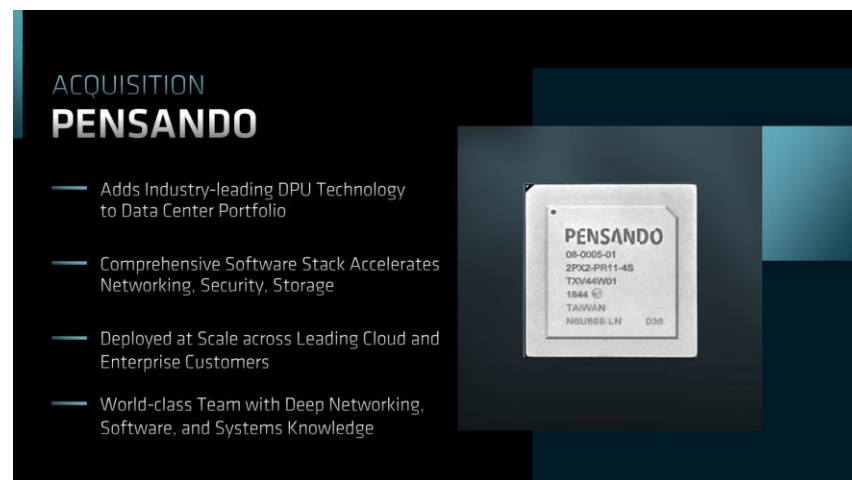 ACQUISITION
PENSANDO
Adds Industry-leading DPU Technology
to Data Center Portfolio
Comprehensive Software Stack Accelerates
Networking, Security, Storage
Deployed at Scale across Leading Cloud and
Enterprise Customers
World-class Team with Deep Networking,
Software, and Systems Knowledge
PENSANDO
08-0005-01
2PX2-PR11-4S
TXV44W01
1844
TAIWAN
N6U869.LN 036